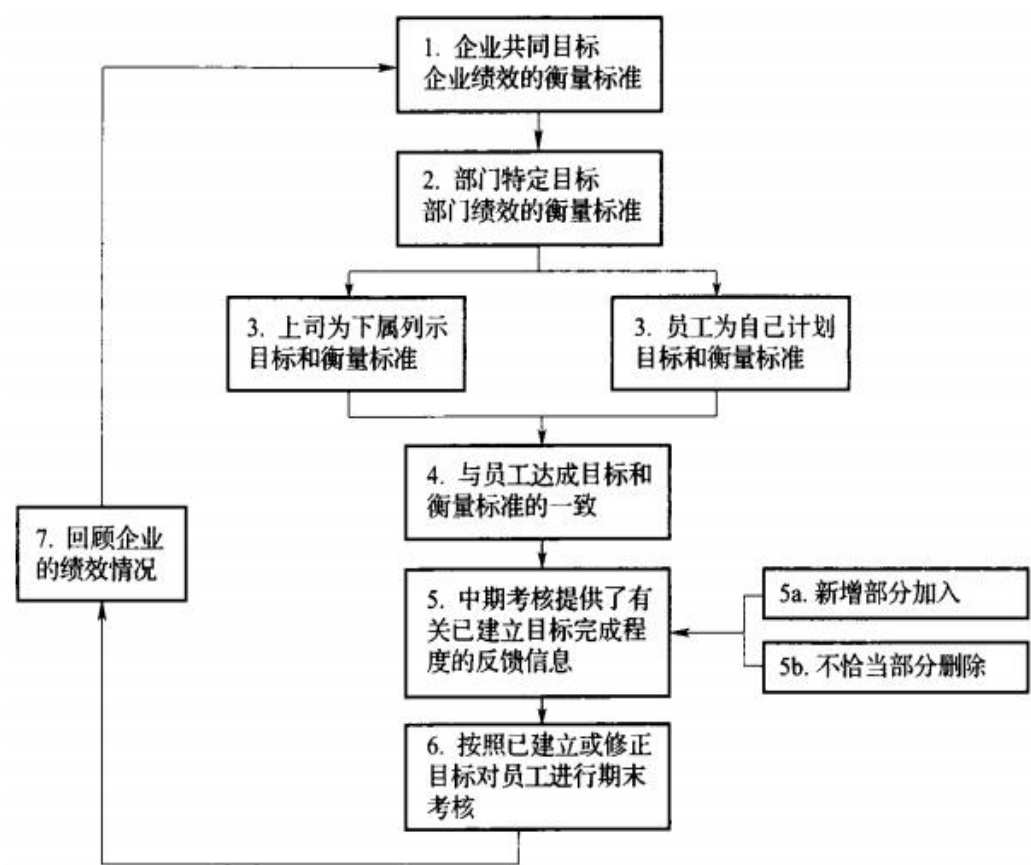 1. 企业共同目标
企业绩效的衡量标准
2. 部门特定目标
部门绩效的衡量标准
3. 上司为下属列示
目标和衡量标准
3. 员工为自己计划
目标和衡量标准
4. 与员工达成目标和
衡量标准的一致
7. 回顾企业
的绩效情况
5. 中期考核提供了有
关已建立目标完成程
度的反馈信息
5a. 新增部分加入
5b. 不恰当部分删除
6. 按照已建立或修正
目标对员工进行期末
考核